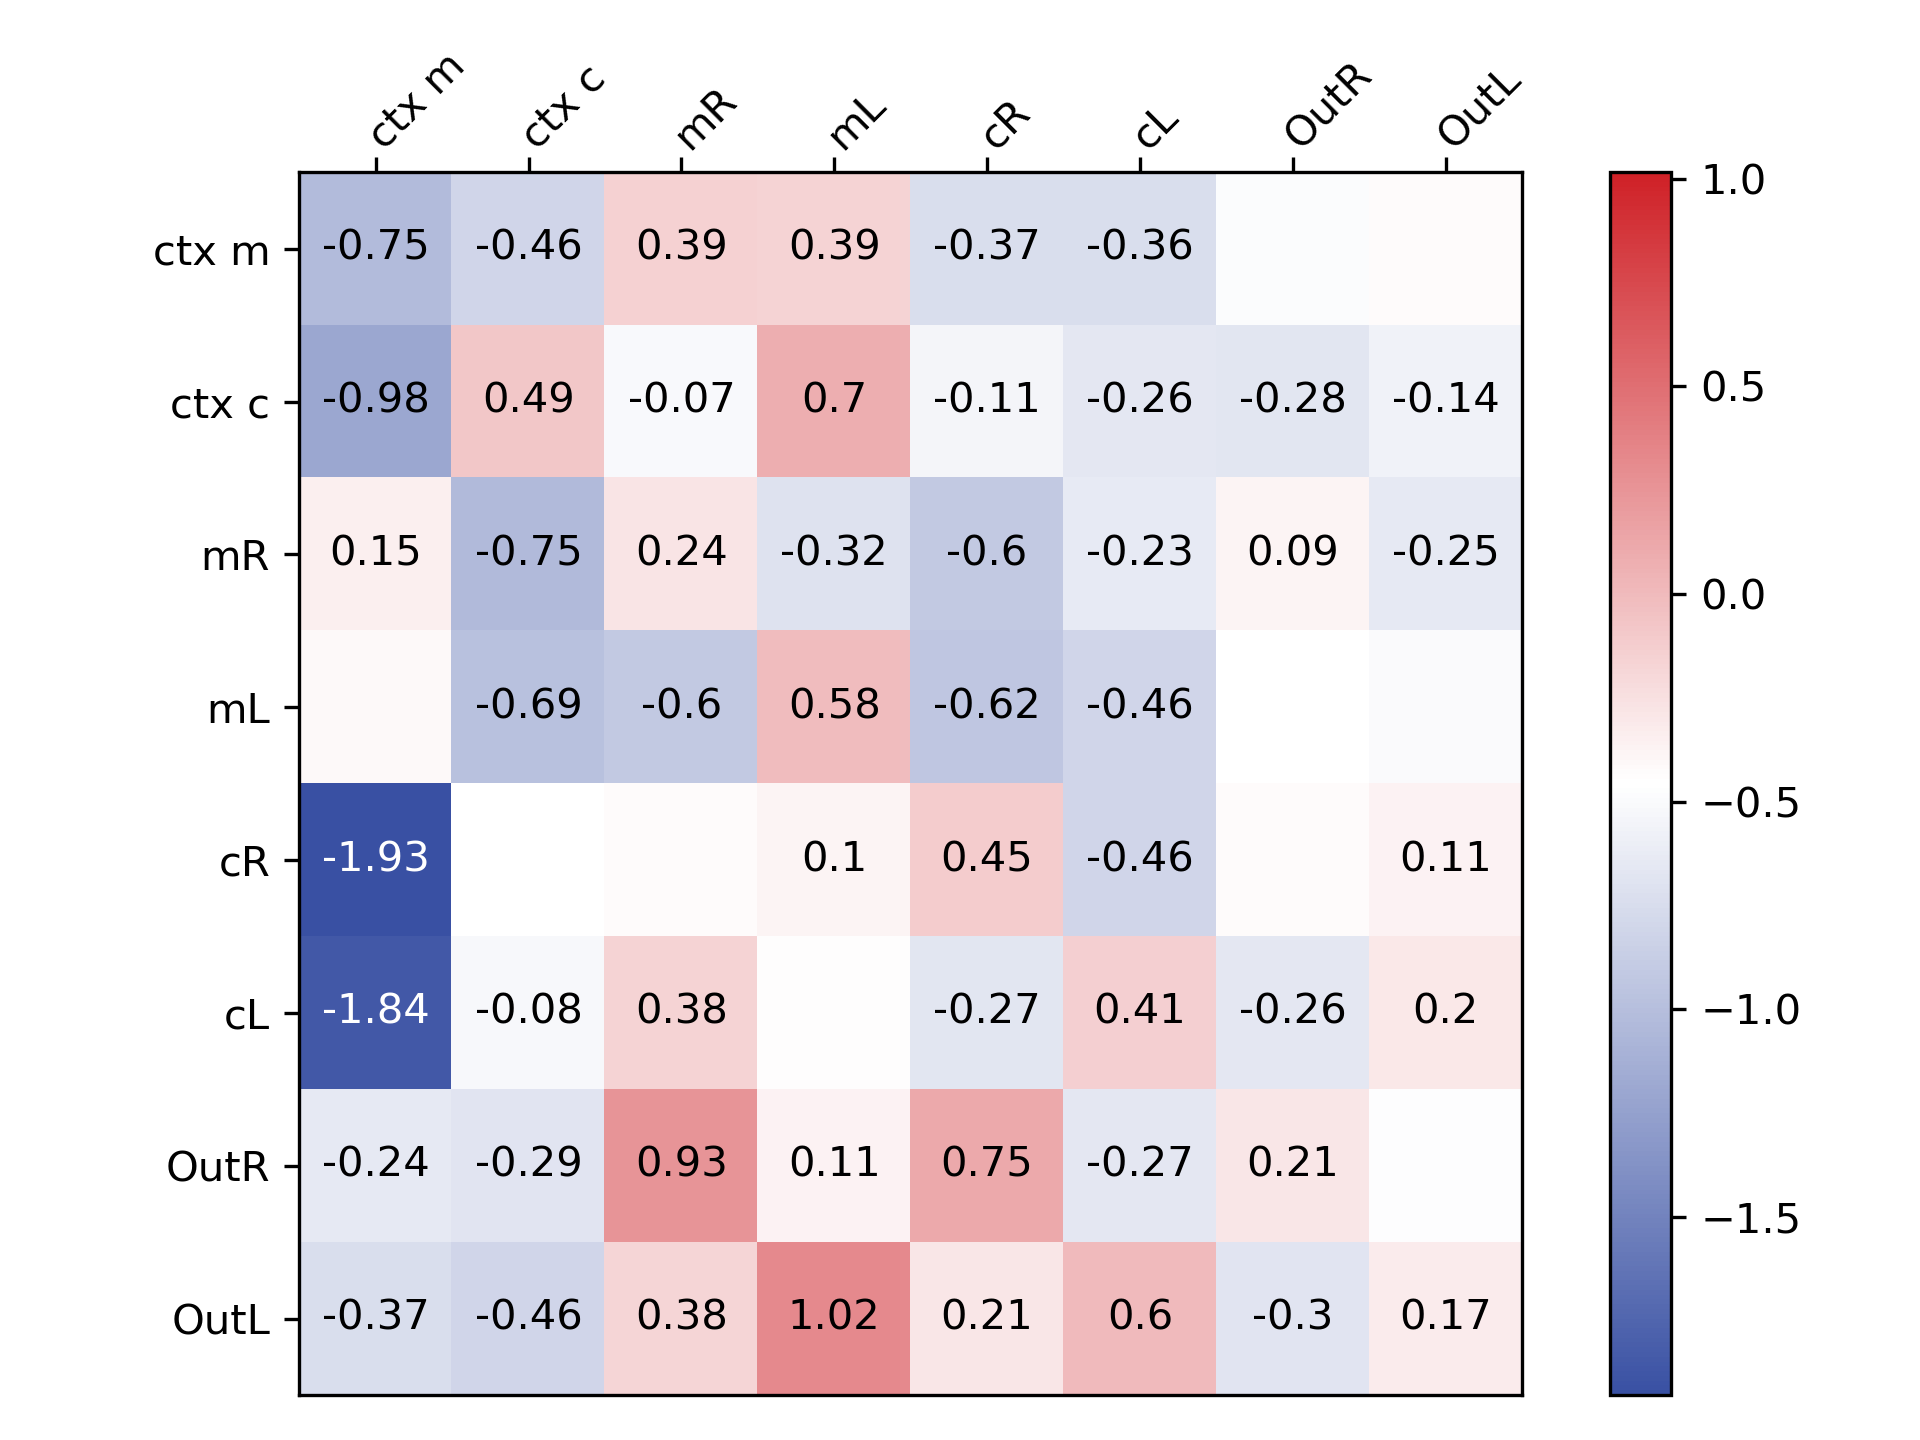 ctx m ctx c mR mL cR cL OutR OutL
ctx m -0.75 -0.46 0.39 0.39 -0.37 -0.36
ctx c -0.98 0.49 -0.07 0.7 -0.11 -0.26 -0.28 -0.14
mR 0.15 -0.75 0.24 -0.32 -0.6 -0.23 0.09 -0.25
mL -0.69 -0.6 0.58 -0.62 -0.46
cR -1.93 0.1 0.45 -0.46 0.11
cL -1.84 -0.08 0.38 -0.27 0.41 -0.26 0.2
OutR -0.24 -0.29 0.93 0.11 0.75 -0.27 0.21
OutL -0.37 -0.46 0.38 1.02 0.21 0.6 -0.3 0.17
1.0
0.5
0.0
−0.5
−1.0
−1.5